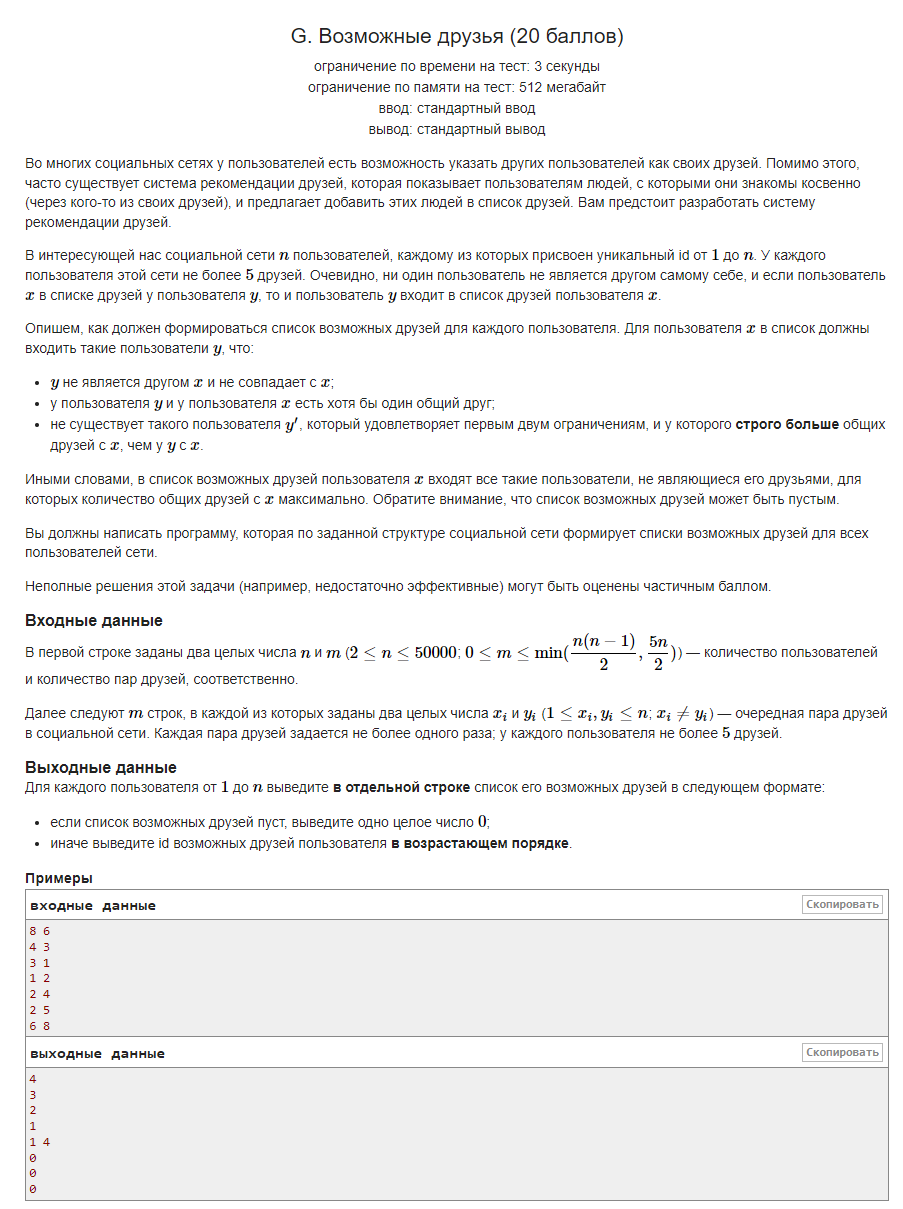 G. Возможные друзья (20 баллов)
ограничение по времени на тест: 3 секунды
ограничение по памяти на тест: 512 мегабайт
ввод: стандартный ввод
вывод: стандартный вывод
Во многих социальных сетях у пользователей есть возможность указать других пользователей как своих друзей. Помимо этого,
часто существует система рекомендации друзей, которая показывает пользователям людей, с которыми они знакомы косвенно
(через кого-то из своих друзей), и предлагает добавить этих людей в список друзей. Вам предстоит разработать систему
рекомендации друзей.
В интересующей нас социальной сети n пользователей, каждому из которых присвоен уникальный id от 1 до n. У каждого
пользователя этой сети не более 5 друзей. Очевидно, ни один пользователь не является другом самому себе, и если пользователь
x в списке друзей у пользователя y, то и пользователь y входит в список друзей пользователя x.
Опишем, как должен формироваться список возможных друзей для каждого пользователя. Для пользователя x в список должны
входить такие пользователи y, что:
• y не является другом x и не совпадает с x;
• у пользователя y и у пользователя x есть хотя бы один общий друг;
• не существует такого пользователя y′, который удовлетворяет первым двум ограничениям, и у которого строго больше общих
друзей с x, чем у y с x.
Иными словами, в список возможных друзей пользователя x входят все такие пользователи, не являющиеся его друзьями, для
которых количество общих друзей с x максимально. Обратите внимание, что список возможных друзей может быть пустым.
Вы должны написать программу, которая по заданной структуре социальной сети формирует списки возможных друзей для всех
пользователей сети.
Неполные решения этой задачи (например, недостаточно эффективные) могут быть оценены частичным баллом.
Входные данные
В первой строке заданы два целых числа n и m (2 ≤ n ≤ 50000; 0 ≤ m ≤ min(n(n − 1)/2, 5n/2)) — количество пользователей
и количество пар друзей, соответственно.
Далее следуют m строк, в каждой из которых заданы два целых числа xᵢ и yᵢ (1 ≤ xᵢ, yᵢ ≤ n; xᵢ ≠ yᵢ) — очередная пара друзей
в социальной сети. Каждая пара друзей задается не более одного раза; у каждого пользователя не более 5 друзей.
Выходные данные
Для каждого пользователя от 1 до n выведите в отдельной строке список его возможных друзей в следующем формате:
• если список возможных друзей пуст, выведите одно целое число 0;
• иначе выведите id возможных друзей пользователя в возрастающем порядке.
Примеры
входные данные Скопировать
8 6
4 3
3 1
1 2
2 4
2 5
6 8
выходные данные Скопировать
4
3
2
1
1 4
0
0
0